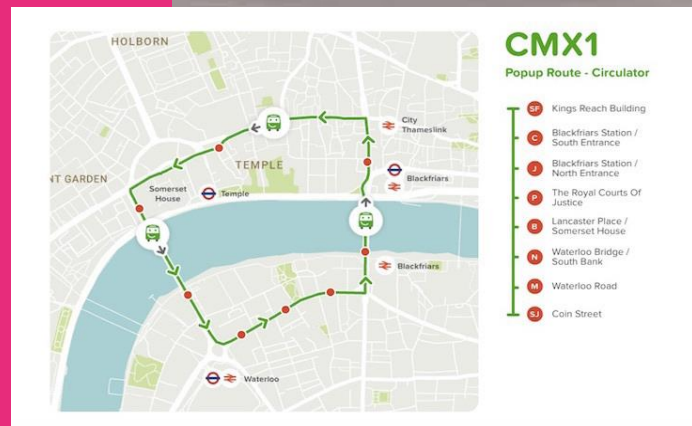 HOLBORN
City
Thameslink
TEMPLE
Blackfriars
NT GARDEN
Somerset
House
Temple
Blackfriars
Waterloo
CMX1
Popup Route - Circulator
SF Kings Reach Building
C Blackfriars Station /
South Entrance
J Blackfriars Station /
North Entrance
P The Royal Courts Of
Justice
B Lancaster Place /
Somerset House
N Waterloo Bridge /
South Bank
M Waterloo Road
SJ Coin Street